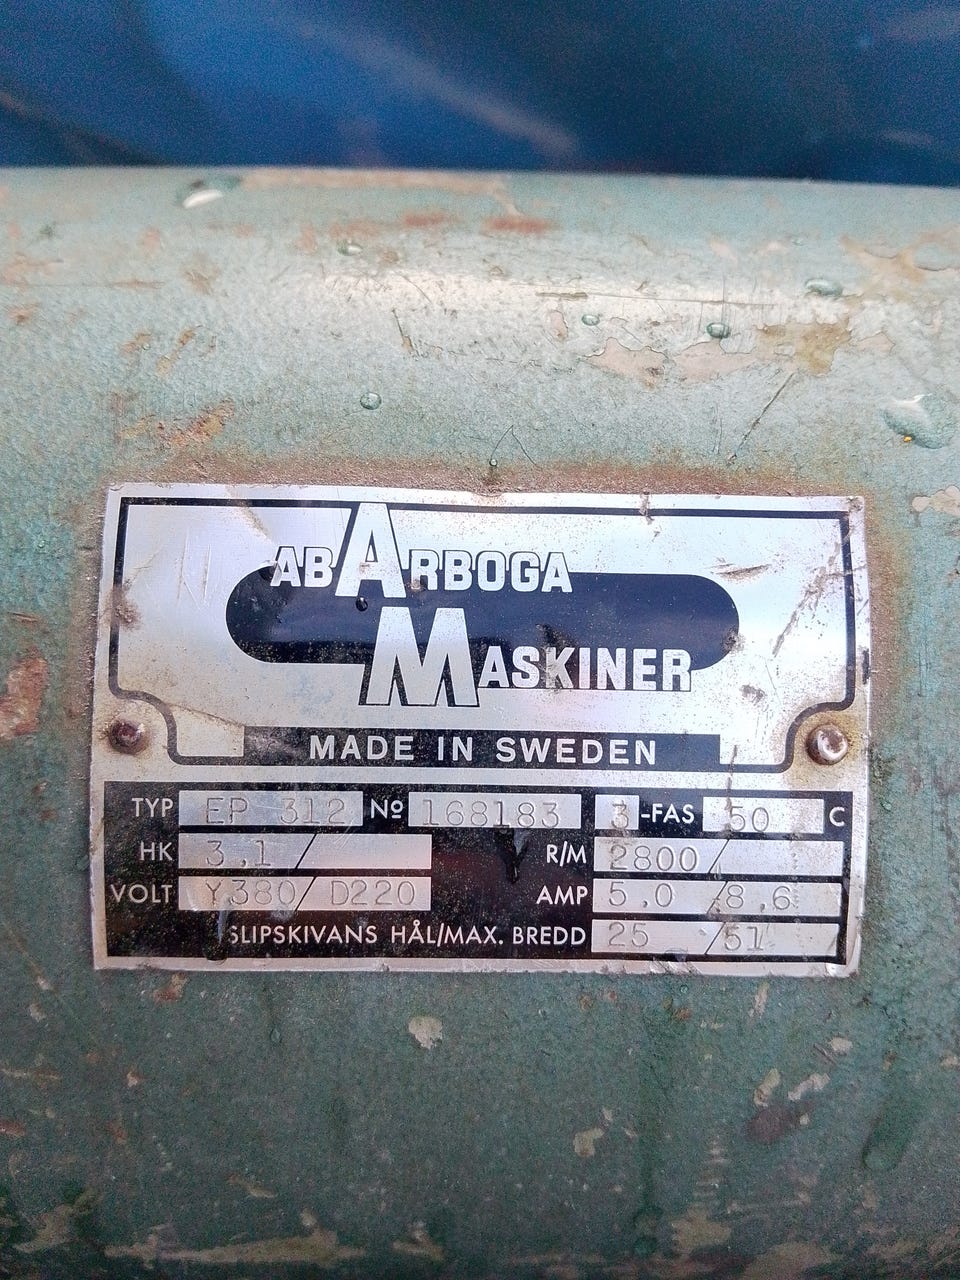 AB ARBOGA
MASKINER
MADE IN SWEDEN
TYP EP 312 Nº 168183 3-FAS 50 C
HK 3,1/ R/M 2800/
VOLT Y380/ D220 AMP 5,0 /8,6
SLIPSKIVANS HÅL/MAX. BREDD 25 /51